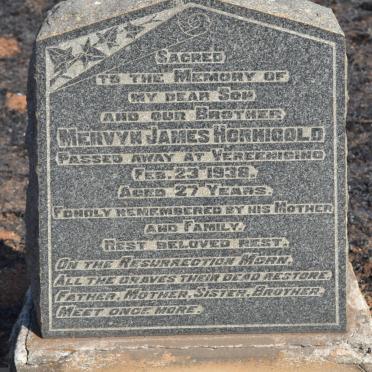 Sacred
To the Memory of
my dear Son
and our Brother
Mervyn James Hornigold
Passed away at Vereeniging
Feb. 23 1938.
Aged 27 Years.
Fondly remembered by his Mother
and Family.
Rest beloved rest.
On the Resurrection Morn.
All the graves their dead restore
Father, Mother, Sister, Brother
Meet once more.